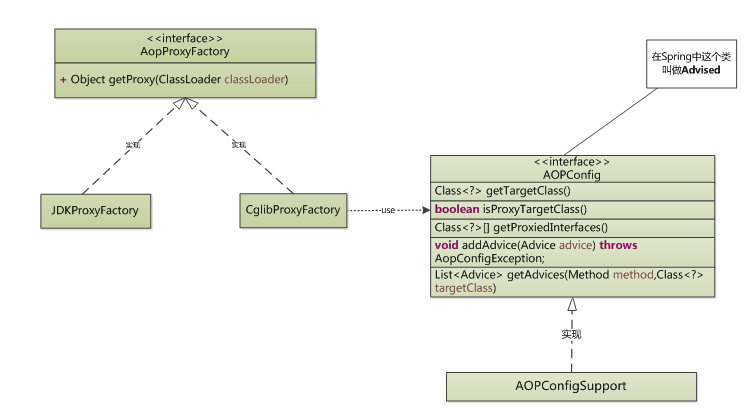 <<interface>>
AopProxyFactory
+ Object getProxy(ClassLoader classLoader)
在Spring中这个类
叫做Advised
实现
实现
<<interface>>
AOPConfig
Class<?> getTargetClass()
boolean isProxyTargetClass()
Class<?>[] getProxiedInterfaces()
void addAdvice(Advice advice) throws
AopConfigException;
List<Advice> getAdvices(Method method,Class<?>
targetClass)
JDKProxyFactory
CglibProxyFactory
use
实现
AOPConfigSupport